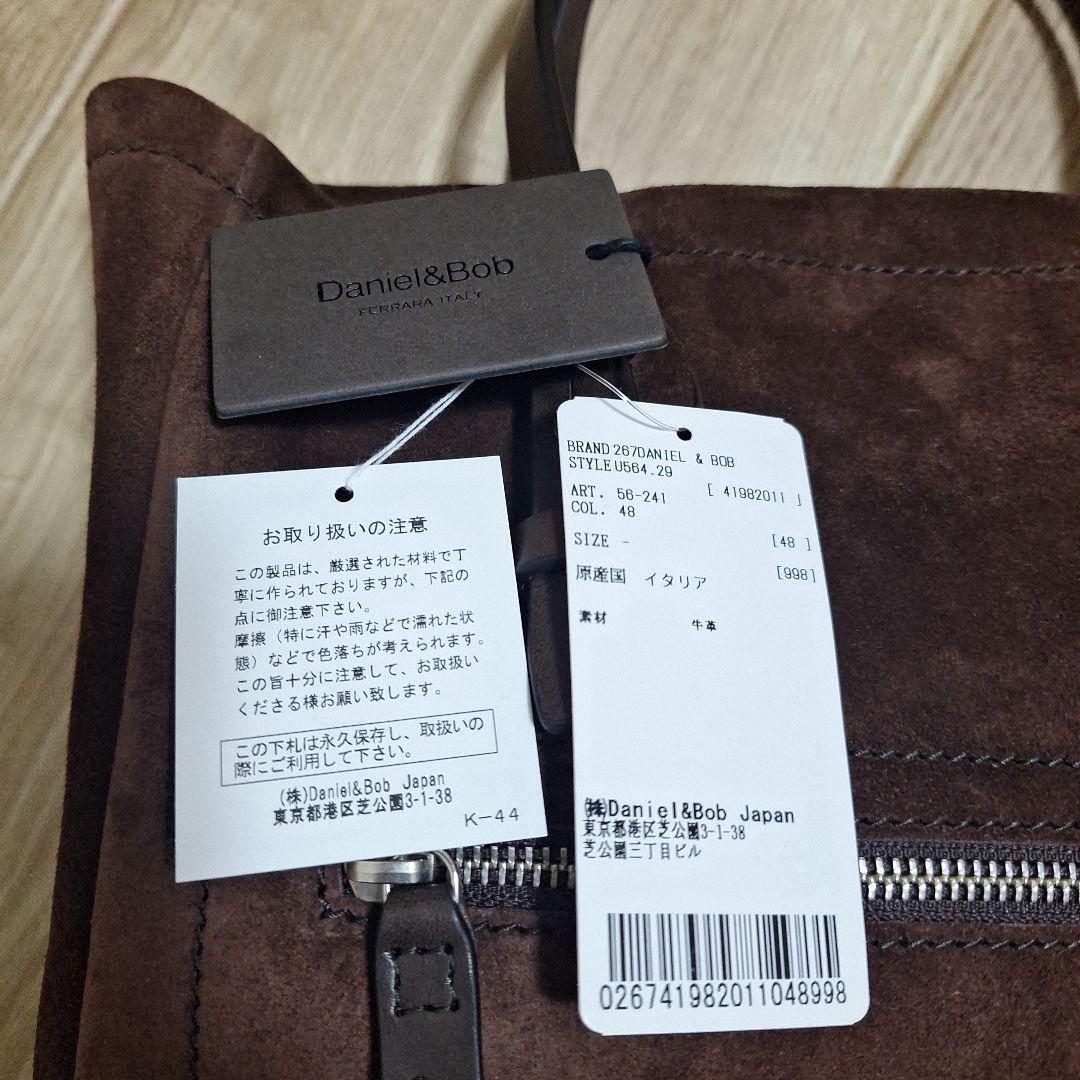 Daniel&Bob
FERRARA ITALY
お取り扱いの注意
この製品は、厳選された材料で丁
寧に作られておりますが、下記の
点に御注意下さい。
摩擦（特に汗や雨などで濡れた状
態）などで色落ちが考えられます。
この旨十分に注意して、お取扱い
くださる様お願い致します。
この下札は永久保存し、取扱いの
際にご利用して下さい。
(株)Daniel&Bob Japan
東京都港区芝公園3-1-38
K-44
BRAND 267DANIEL & BOB
STYLE U564.29
ART. 56-241 [ 41982011 ]
COL. 48
SIZE - [48 ]
原産国 イタリア [998]
素材 牛革
(株)Daniel&Bob Japan
東京都港区芝公園3-1-38
芝公園三丁目ビル
026741982011048998